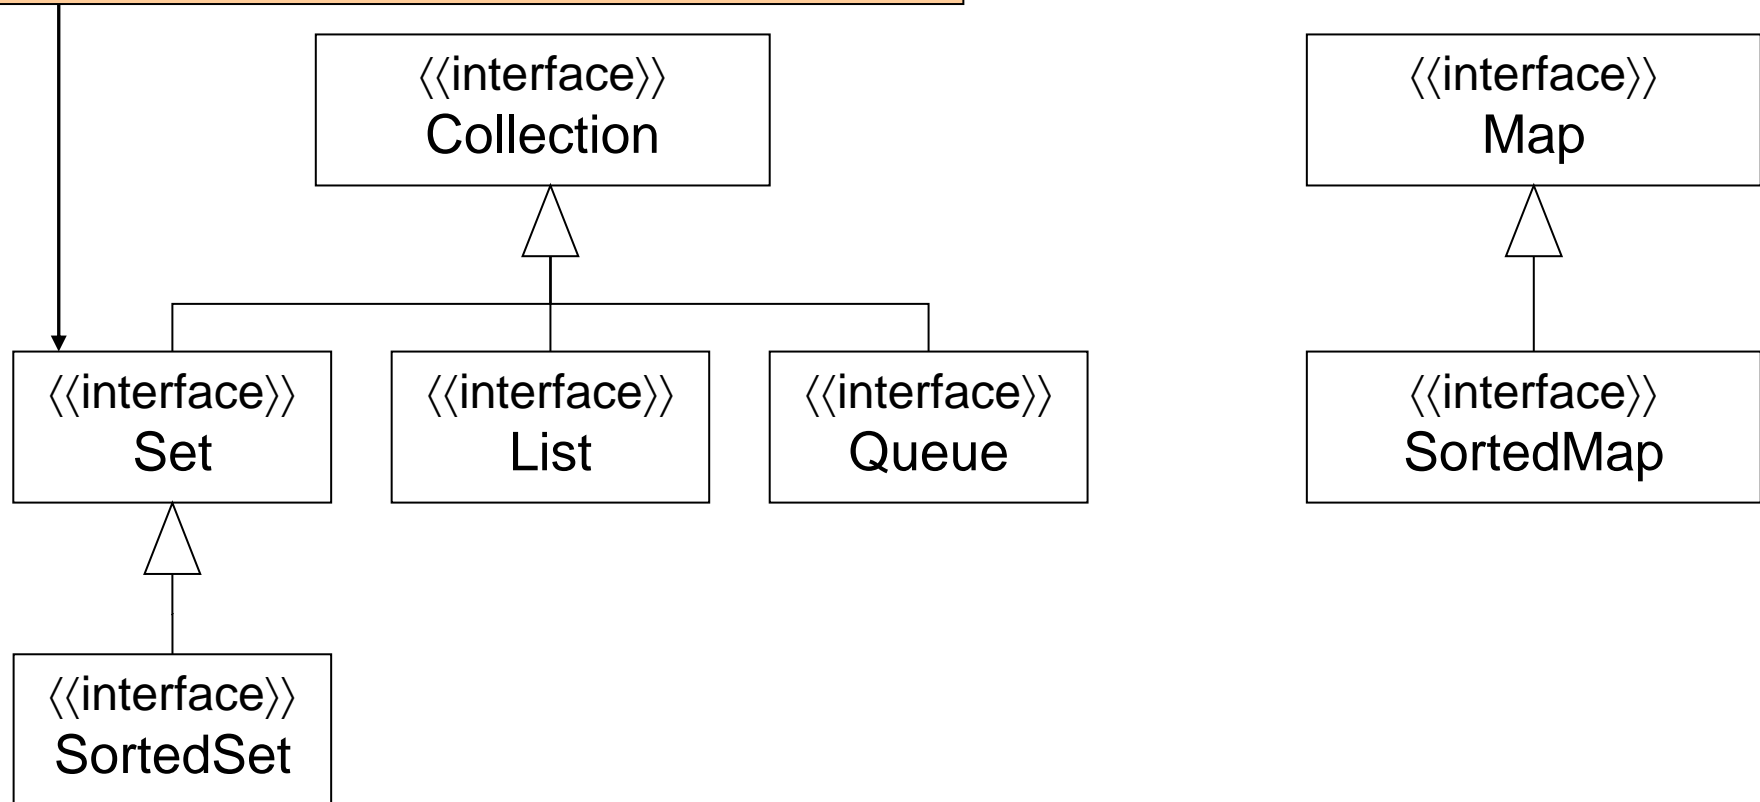 ⟨⟨interface⟩⟩
Collection
⟨⟨interface⟩⟩
Map
⟨⟨interface⟩⟩
Set
⟨⟨interface⟩⟩
List
⟨⟨interface⟩⟩
Queue
⟨⟨interface⟩⟩
SortedMap
⟨⟨interface⟩⟩
SortedSet